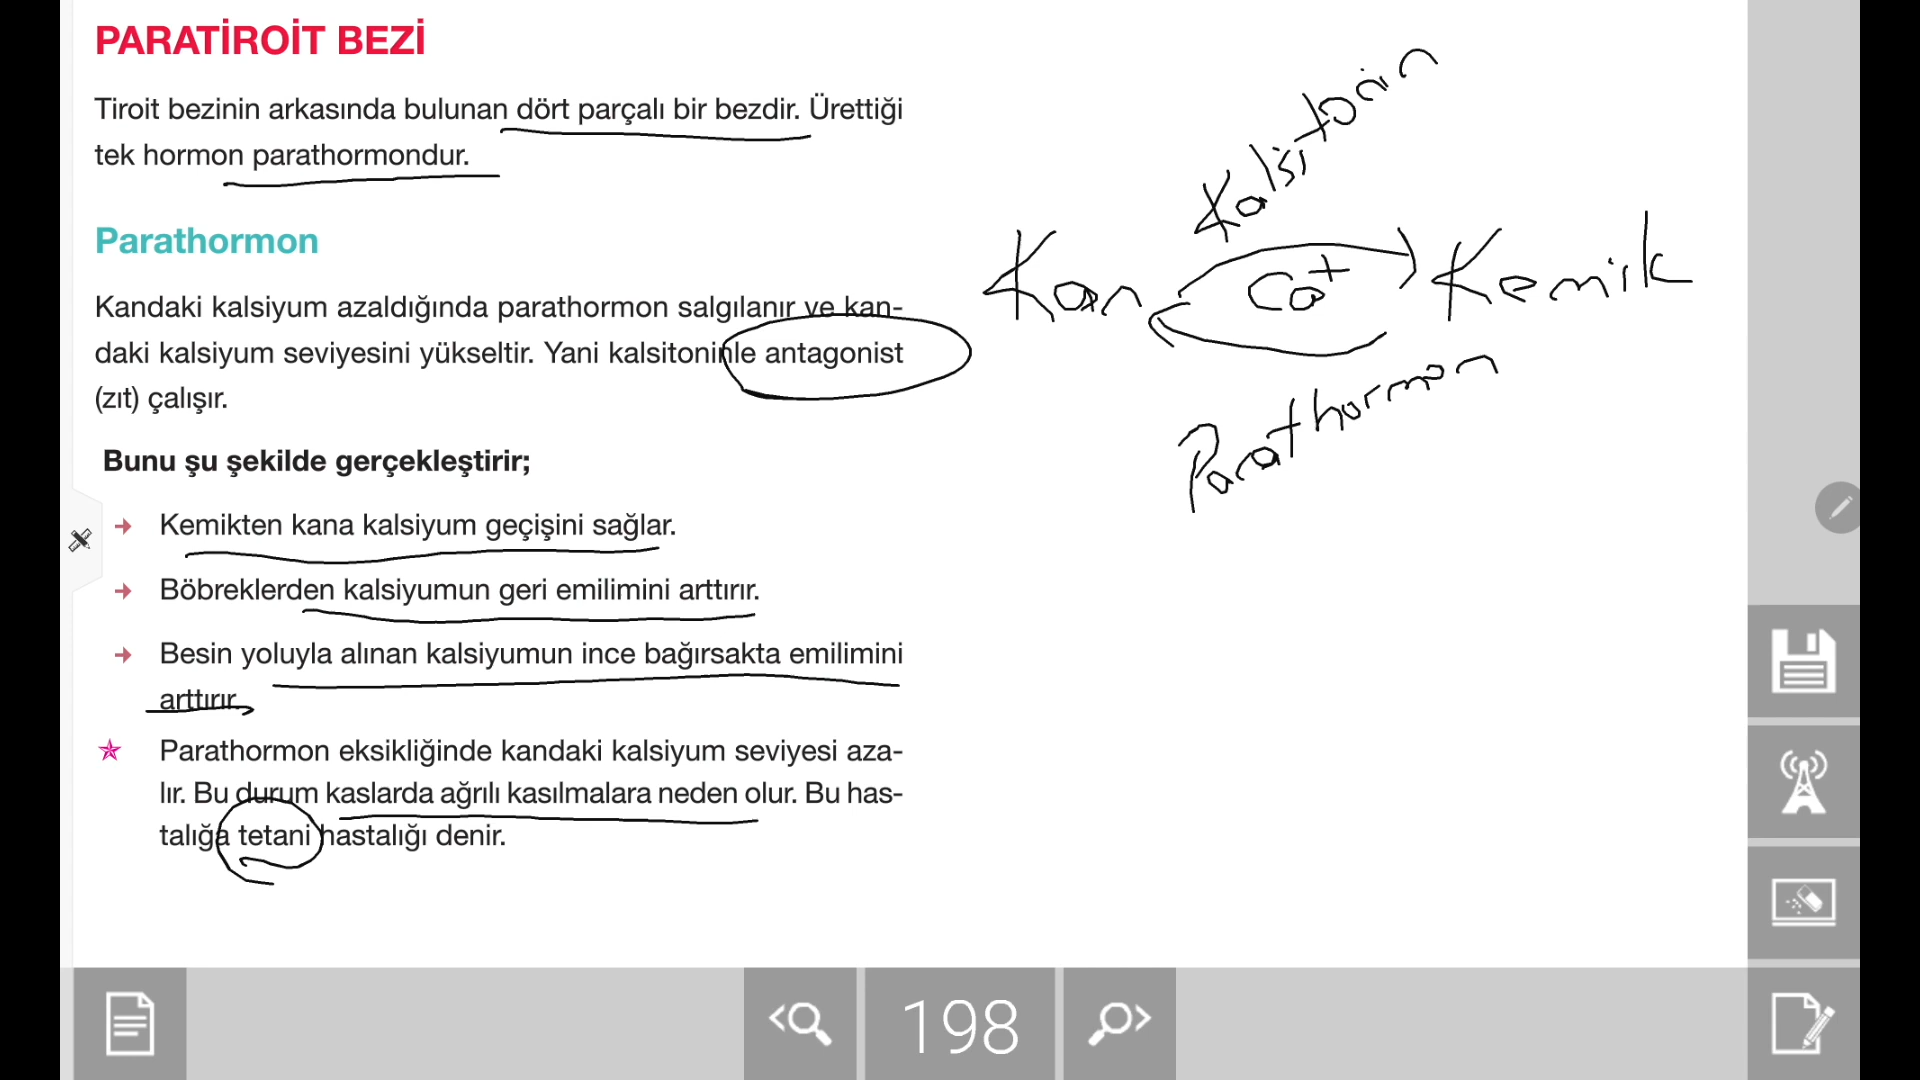 PARATİROİT BEZİ
Tiroit bezinin arkasında bulunan dört parçalı bir bezdir. Ürettiği
tek hormon parathormondur.
Parathormon
Kandaki kalsiyum azaldığında parathormon salgılanır ve kan-
daki kalsiyum seviyesini yükseltir. Yani kalsitoninle antagonist
(zıt) çalışır.
Bunu şu şekilde gerçekleştirir;
Kemikten kana kalsiyum geçişini sağlar.
Böbreklerden kalsiyumun geri emilimini arttırır.
Besin yoluyla alınan kalsiyumun ince bağırsakta emilimini
arttırır.
Parathormon eksikliğinde kandaki kalsiyum seviyesi aza-
lır. Bu durum kaslarda ağrılı kasılmalara neden olur. Bu has-
talığa tetani hastalığı denir.
Kalsitonin
Kan Ca+ Kemik
Parathormon
198